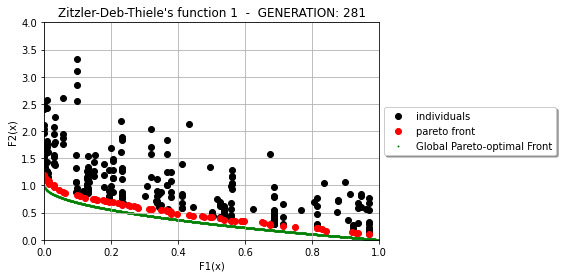 Zitzler-Deb-Thiele's function 1 - GENERATION: 281
4.0
3.5
3.0
2.5
2.0
1.5
1.0
0.5
0.0
F2(x)
0.0 0.2 0.4 0.6 0.8 1.0
F1(x)
individuals
pareto front
Global Pareto-optimal Front